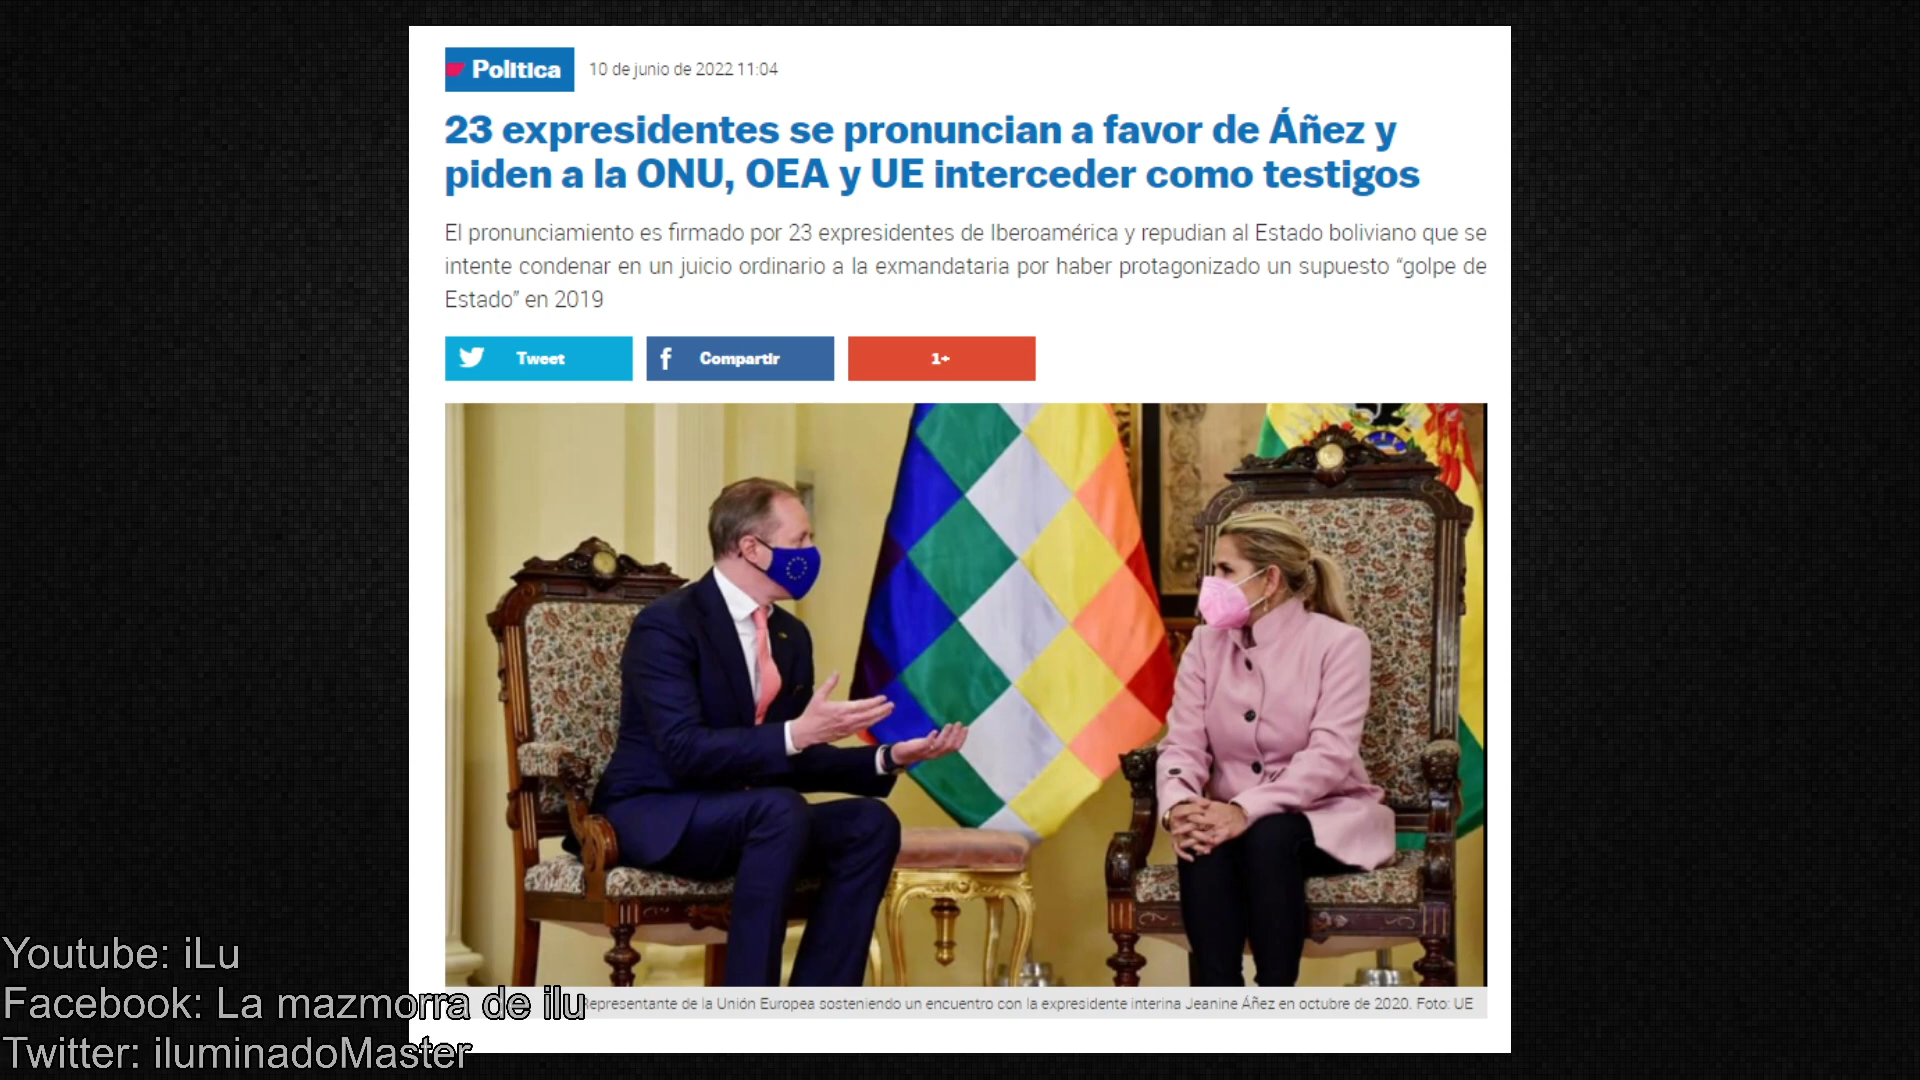 Política
10 de junio de 2022 11:04
23 expresidentes se pronuncian a favor de Áñez y
piden a la ONU, OEA y UE interceder como testigos
El pronunciamiento es firmado por 23 expresidentes de Iberoamérica y repudian al Estado boliviano que se
intente condenar en un juicio ordinario a la exmandataria por haber protagonizado un supuesto “golpe de
Estado” en 2019
Tweet
Compartir
1+
Representante de la Unión Europea sosteniendo un encuentro con la expresidente interina Jeanine Áñez en octubre de 2020. Foto: UE
Youtube: iLu
Facebook: La mazmorra de ilu
Twitter: iluminadoMaster